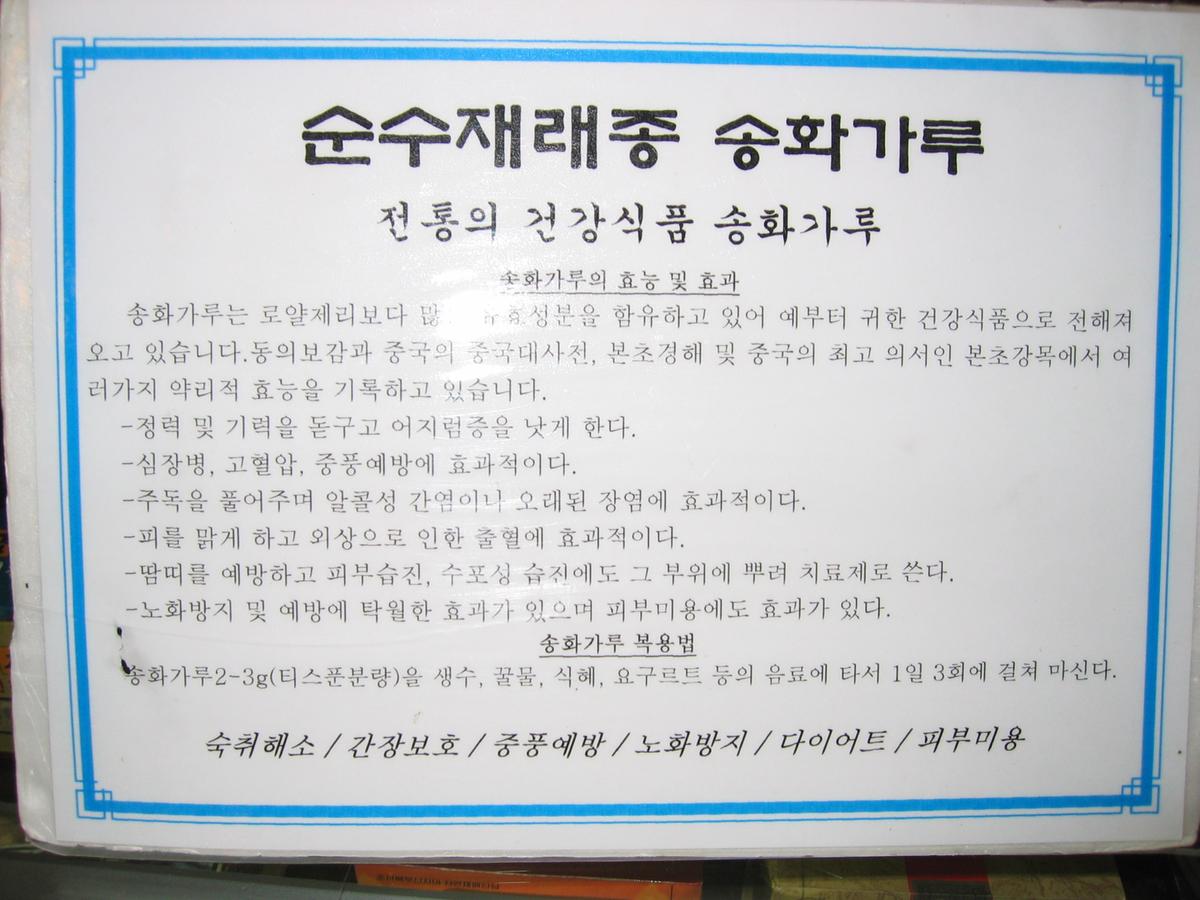 순수재래종 송화가루
전통의 건강식품 송화가루
송화가루의 효능 및 효과
송화가루는 로얄제리보다 많 유효성분을 함유하고 있어 예부터 귀한 건강식품으로 전해져
오고 있습니다.동의보감과 중국의 중국대사전, 본초경해 및 중국의 최고 의서인 본초강목에서 여
러가지 약리적 효능을 기록하고 있습니다.
-정력 및 기력을 돋구고 어지럼증을 낫게 한다.
-심장병, 고혈압, 중풍예방에 효과적이다.
-주독을 풀어주며 알콜성 간염이나 오래된 장염에 효과적이다.
-피를 맑게 하고 외상으로 인한 출혈에 효과적이다.
-땀띠를 예방하고 피부습진, 수포성 습진에도 그 부위에 뿌려 치료제로 쓴다.
-노화방지 및 예방에 탁월한 효과가 있으며 피부미용에도 효과가 있다.
송화가루 복용법
송화가루2-3g(티스푼분량)을 생수, 꿀물, 식혜, 요구르트 등의 음료에 타서 1일 3회에 걸쳐 마신다.
숙취해소 / 간장보호 / 중풍예방 / 노화방지 / 다이어트 / 피부미용